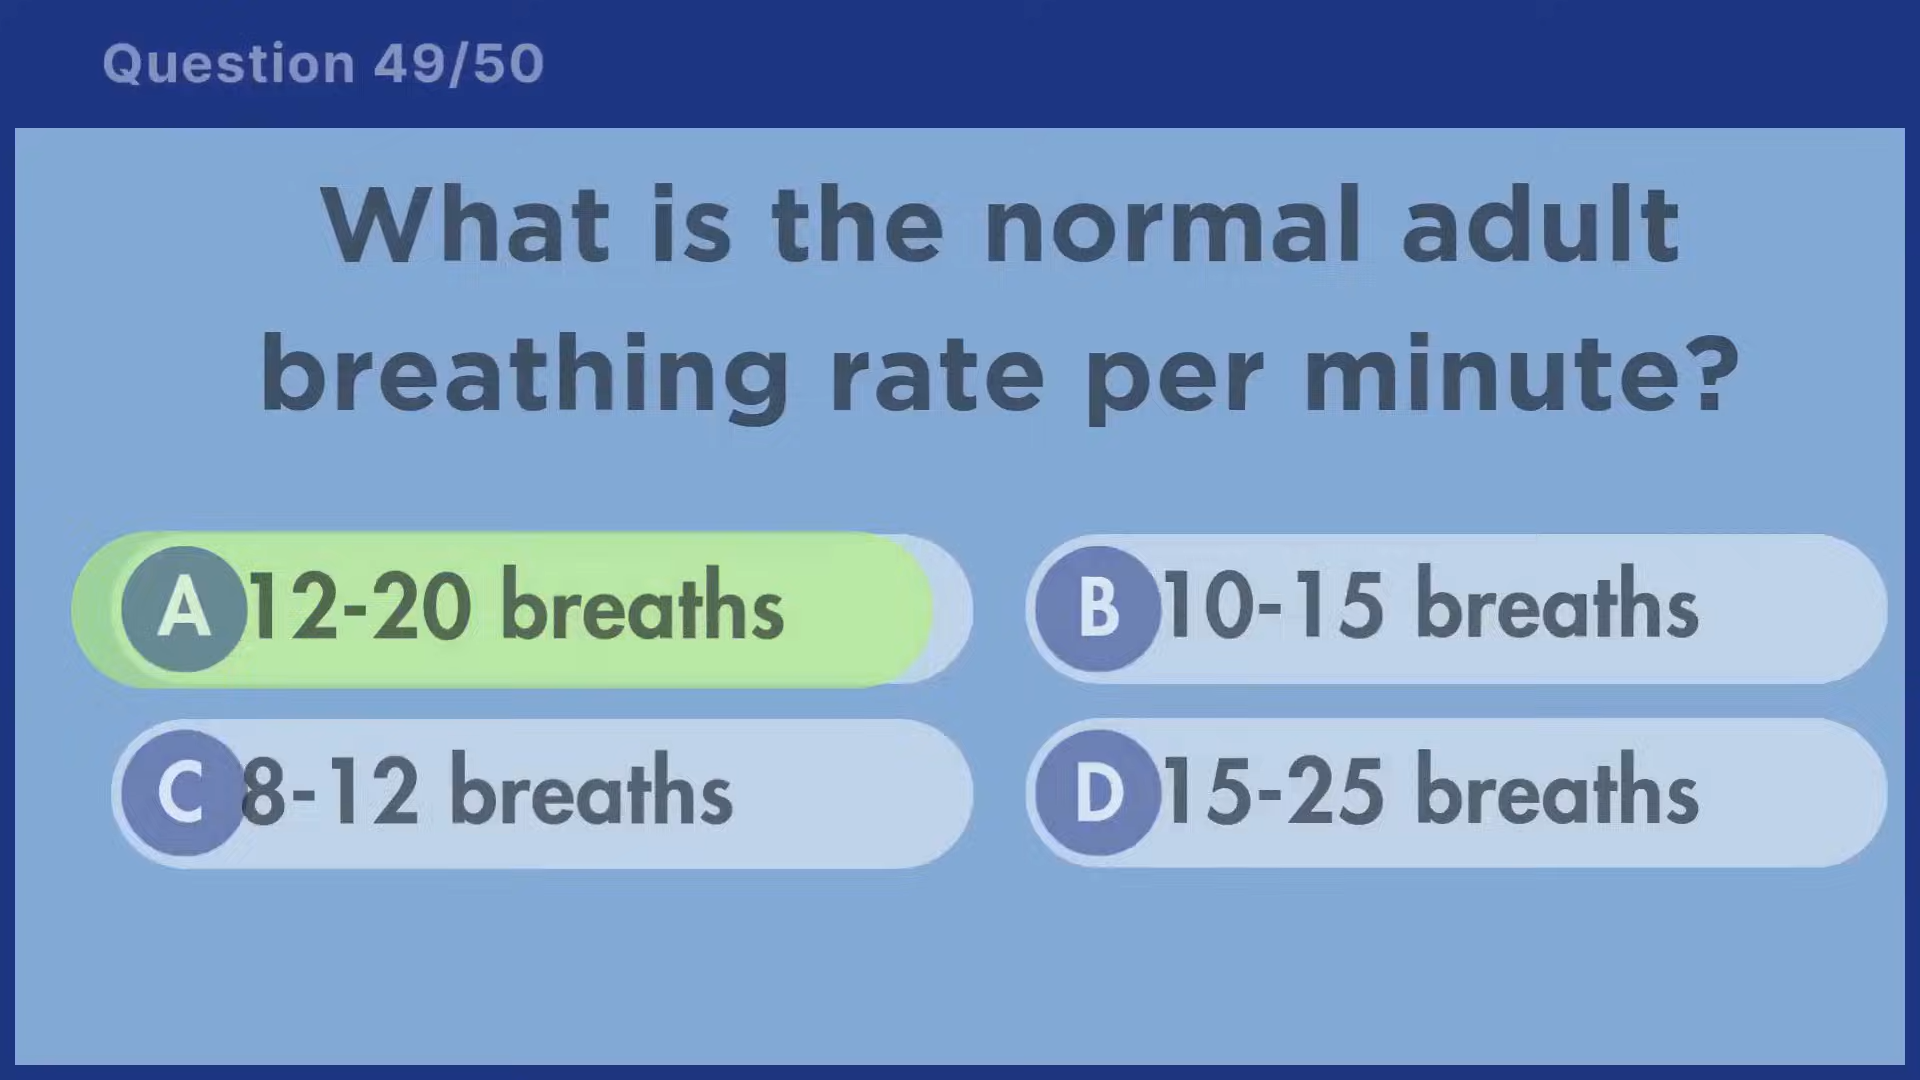 Question 49/50
What is the normal adult
breathing rate per minute?
A 12-20 breaths
B 10-15 breaths
C 8-12 breaths
D 15-25 breaths